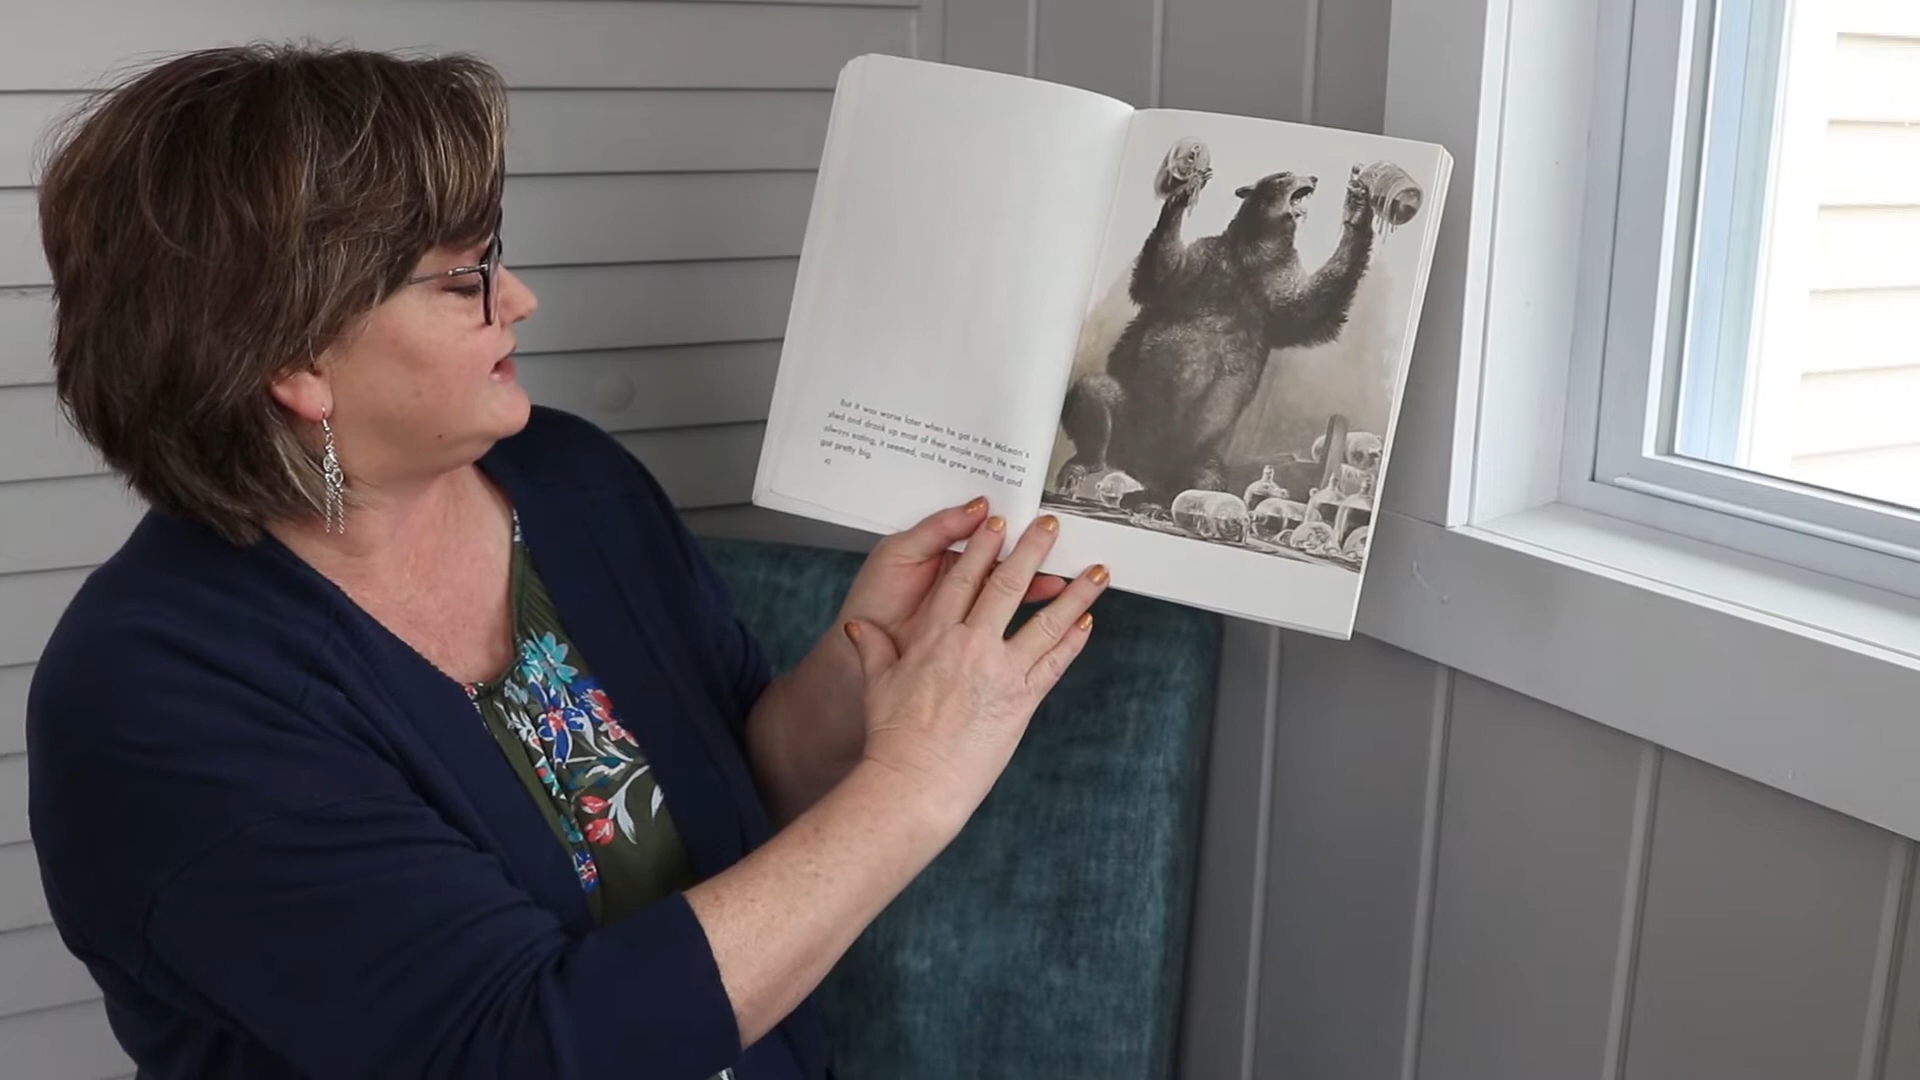 But it was worse later when he got in the McLean's
shed and drank up most of their maple syrup. He was
always eating, it seemed, and he grew pretty fast and
got pretty big.
42